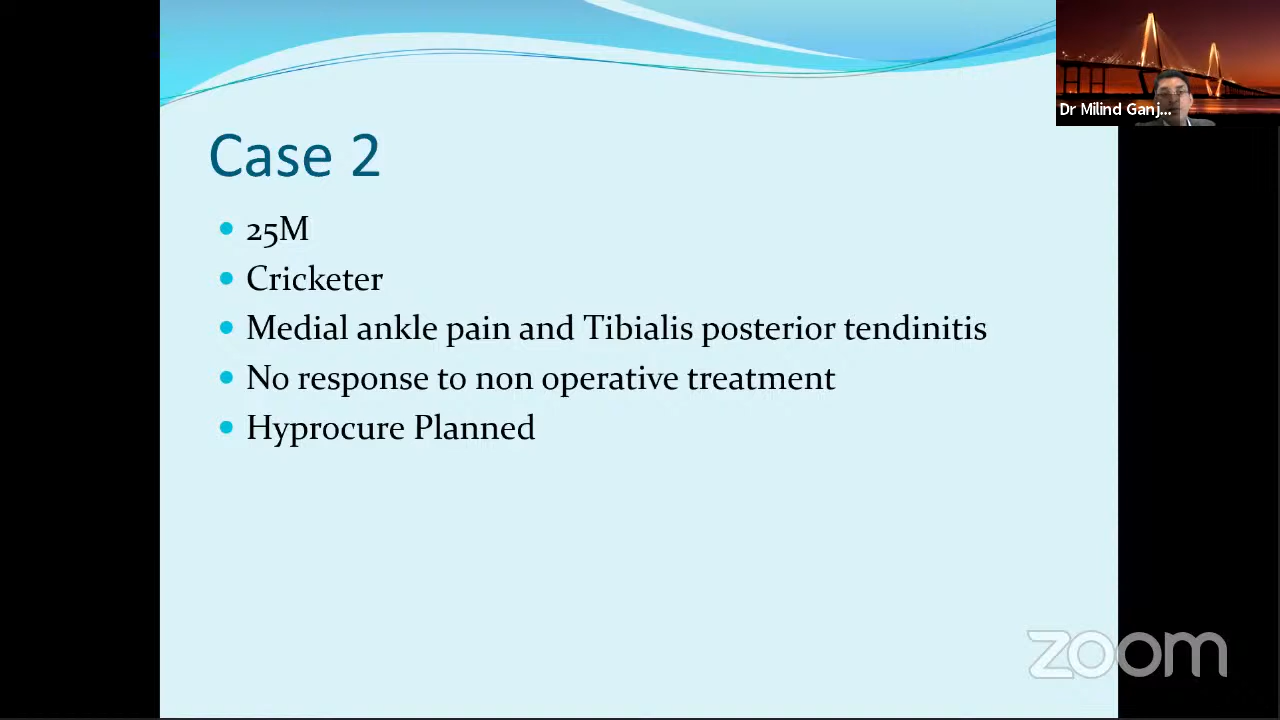 Dr Milind Ganj...
Case 2
25M
Cricketer
Medial ankle pain and Tibialis posterior tendinitis
No response to non operative treatment
Hyprocure Planned
zoom